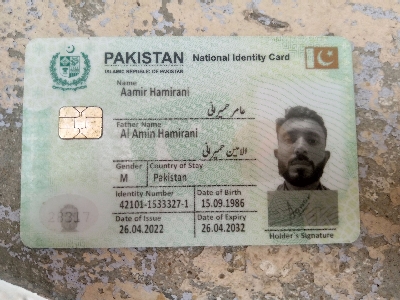 PAKISTAN National Identity Card
ISLAMIC REPUBLIC OF PAKISTAN
Name
Aamir Hamirani
عامر حمیرانی
Father Name
Al Amin Hamirani
الامین حمیرانی
Gender Country of Stay
M Pakistan
Identity Number Date of Birth
42101-1533327-1 15.09.1986
Date of Issue Date of Expiry
26.04.2022 26.04.2032
Holder's Signature